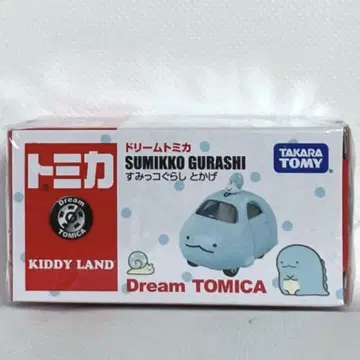 トミカ
Dream
TOMICA
KIDDY LAND
ドリームトミカ
SUMIKKO GURASHI
すみっコぐらし とかげ
TAKARA
TOMY
Dream TOMICA